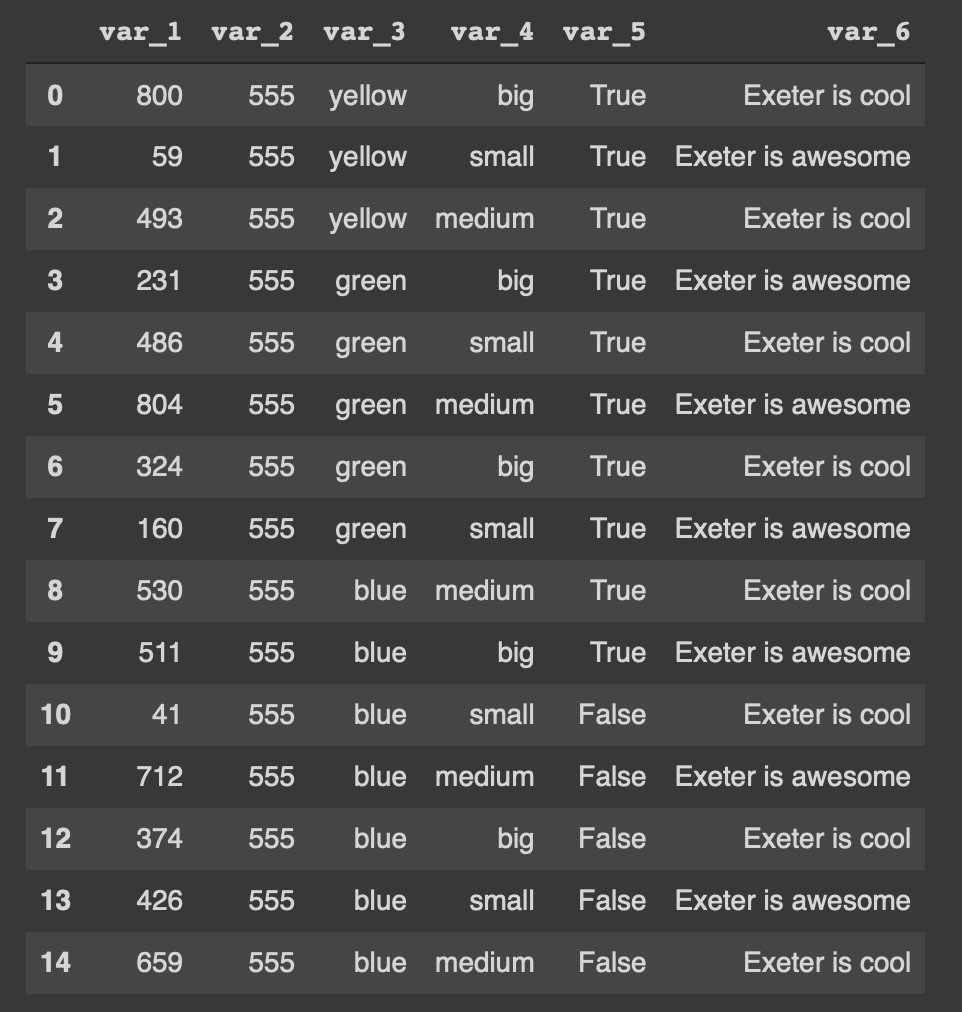 var_1 var_2 var_3 var_4 var_5 var_6
0 800 555 yellow big True Exeter is cool
1 59 555 yellow small True Exeter is awesome
2 493 555 yellow medium True Exeter is cool
3 231 555 green big True Exeter is awesome
4 486 555 green small True Exeter is cool
5 804 555 green medium True Exeter is awesome
6 324 555 green big True Exeter is cool
7 160 555 green small True Exeter is awesome
8 530 555 blue medium True Exeter is cool
9 511 555 blue big True Exeter is awesome
10 41 555 blue small False Exeter is cool
11 712 555 blue medium False Exeter is awesome
12 374 555 blue big False Exeter is cool
13 426 555 blue small False Exeter is awesome
14 659 555 blue medium False Exeter is cool